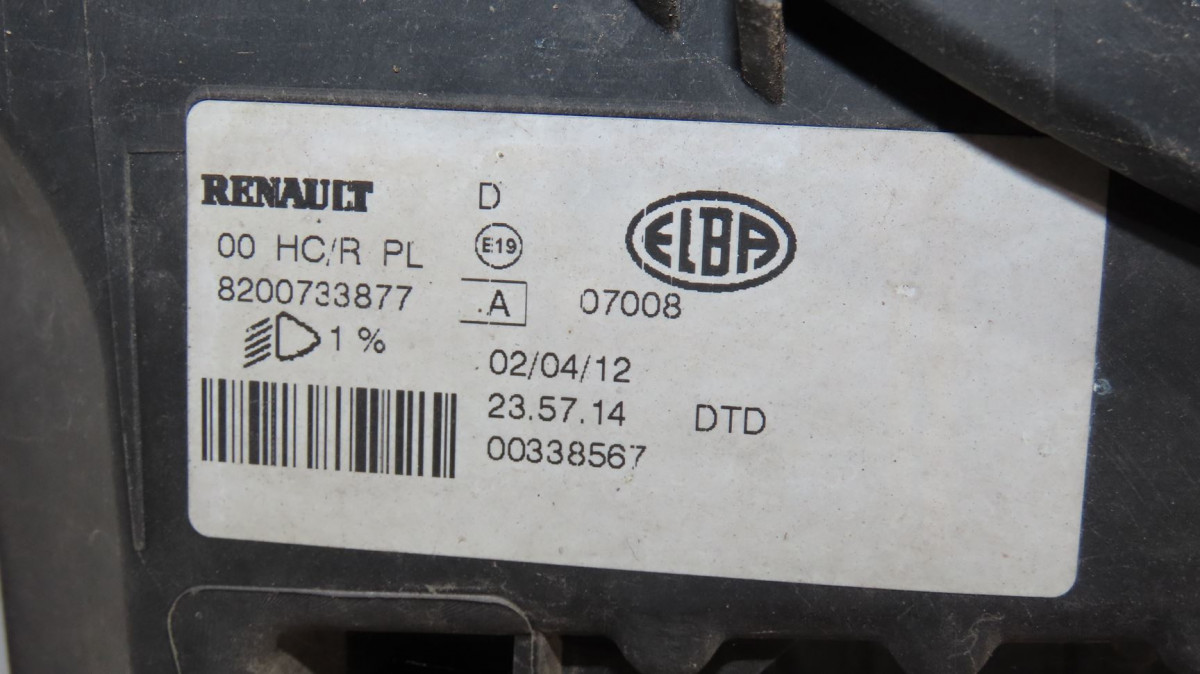 RENAULT D
ELBA
00 HC/R PL E19
8200733877 A 07008
1 %
02/04/12
23.57.14 DTD
00338567